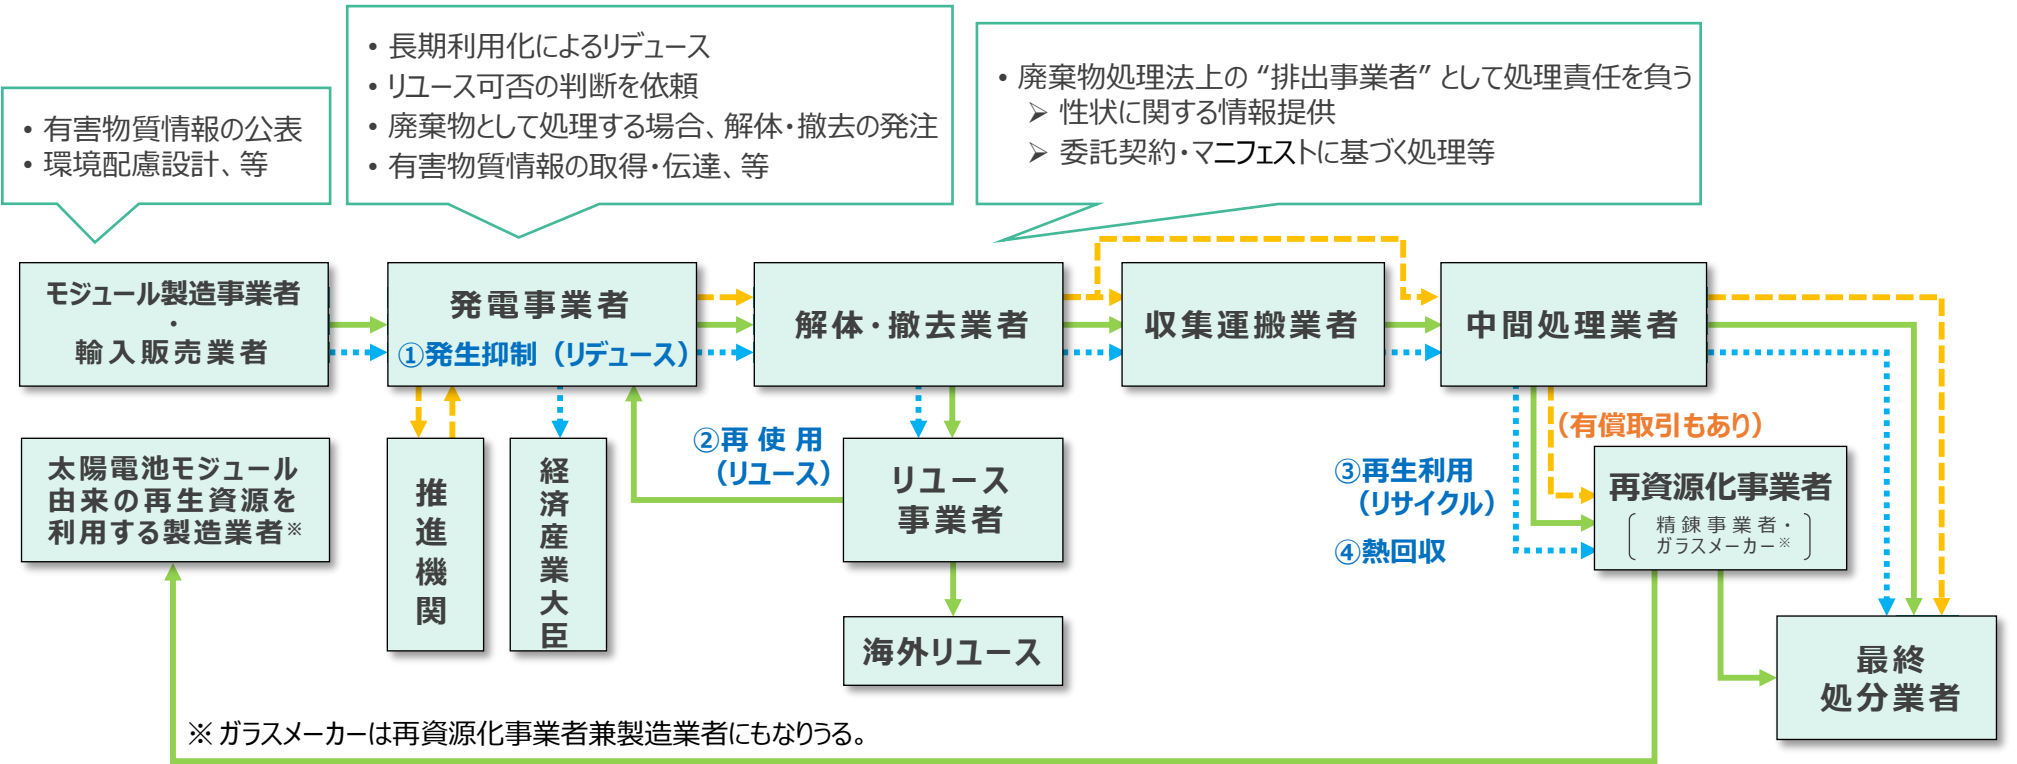 • 有害物質情報の公表
• 環境配慮設計、等
• 長期利用化によるリデュース
• リユース可否の判断を依頼
• 廃棄物として処理する場合、解体・撤去の発注
• 有害物質情報の取得・伝達、等
• 廃棄物処理法上の “排出事業者” として処理責任を負う
➢ 性状に関する情報提供
➢ 委託契約・マニフェストに基づく処理等
モジュール製造事業者
・
輸入販売業者
発電事業者
①発生抑制（リデュース）
解体・撤去業者
収集運搬業者
中間処理業者
太陽電池モジュール
由来の再生資源を
利用する製造業者※
推進機関
経済産業大臣
②再使用
（リユース）
リユース
事業者
海外リユース
③再生利用
（リサイクル）
④熱回収
（有償取引もあり）
再資源化事業者
精錬事業者・
ガラスメーカー※
最終
処分業者
※ ガラスメーカーは再資源化事業者兼製造業者にもなりうる。